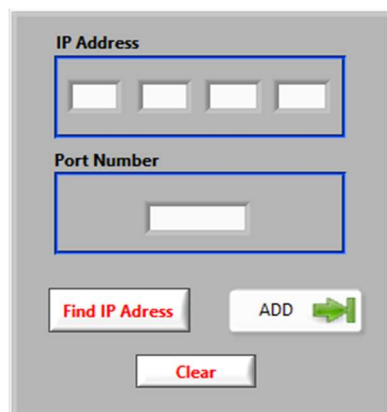 IP Address
Port Number
Find IP Adress
ADD
Clear